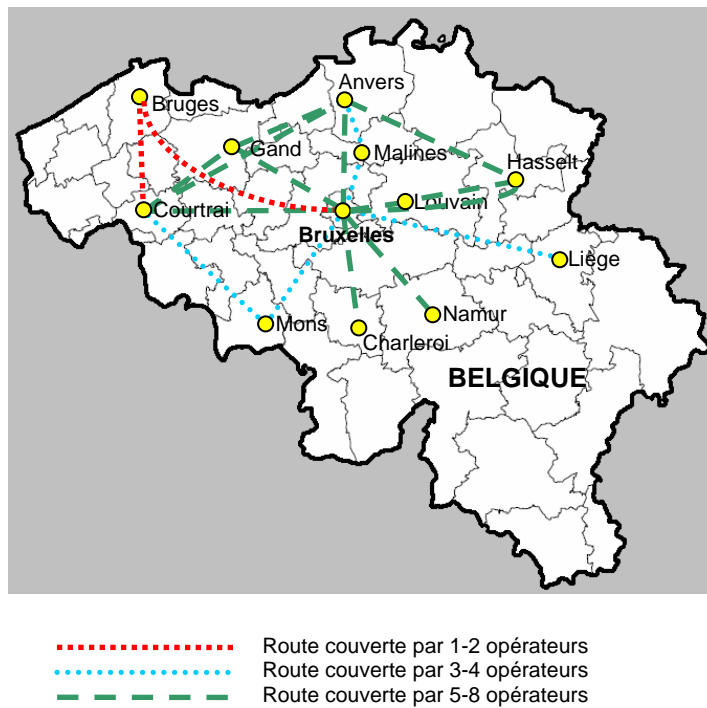 Anvers
Bruges
Gand
Malines
Hasselt
Louvain
Courtrai
Bruxelles
Liège
Namur
Mons
Charleroi
BELGIQUE
Route couverte par 1-2 opérateurs
Route couverte par 3-4 opérateurs
Route couverte par 5-8 opérateurs